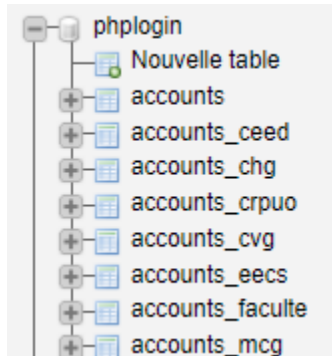 phplogin
Nouvelle table
accounts
accounts_ceed
accounts_chg
accounts_crpuo
accounts_cvg
accounts_eecs
accounts_faculte
accounts_mcg